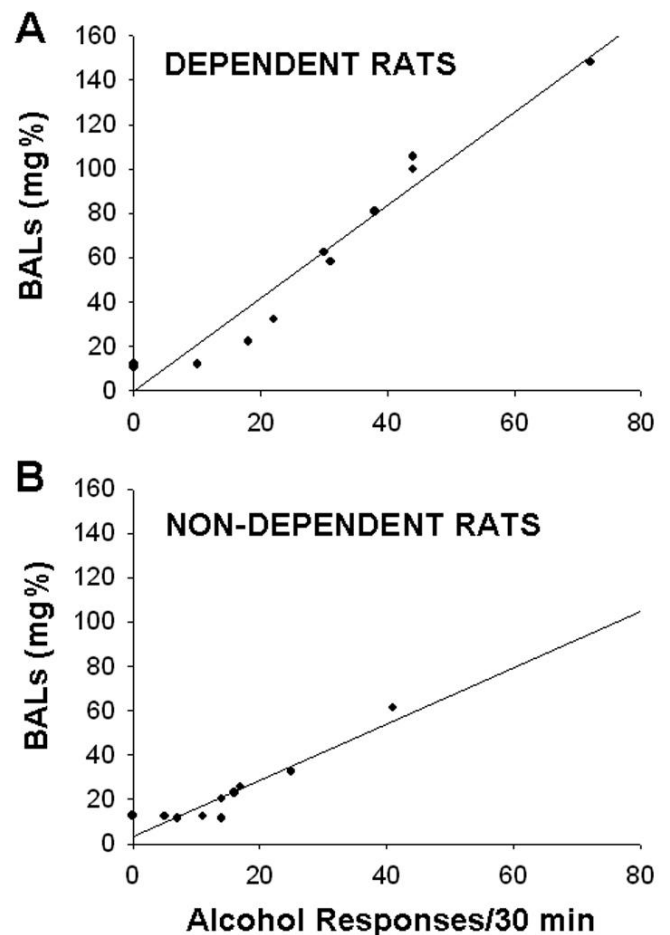 A
160
140
120
100
80
60
40
20
0
BALs (mg%)
DEPENDENT RATS
0 20 40 60 80
B
160
140
120
100
80
60
40
20
0
BALs (mg%)
NON-DEPENDENT RATS
0 20 40 60 80
Alcohol Responses/30 min